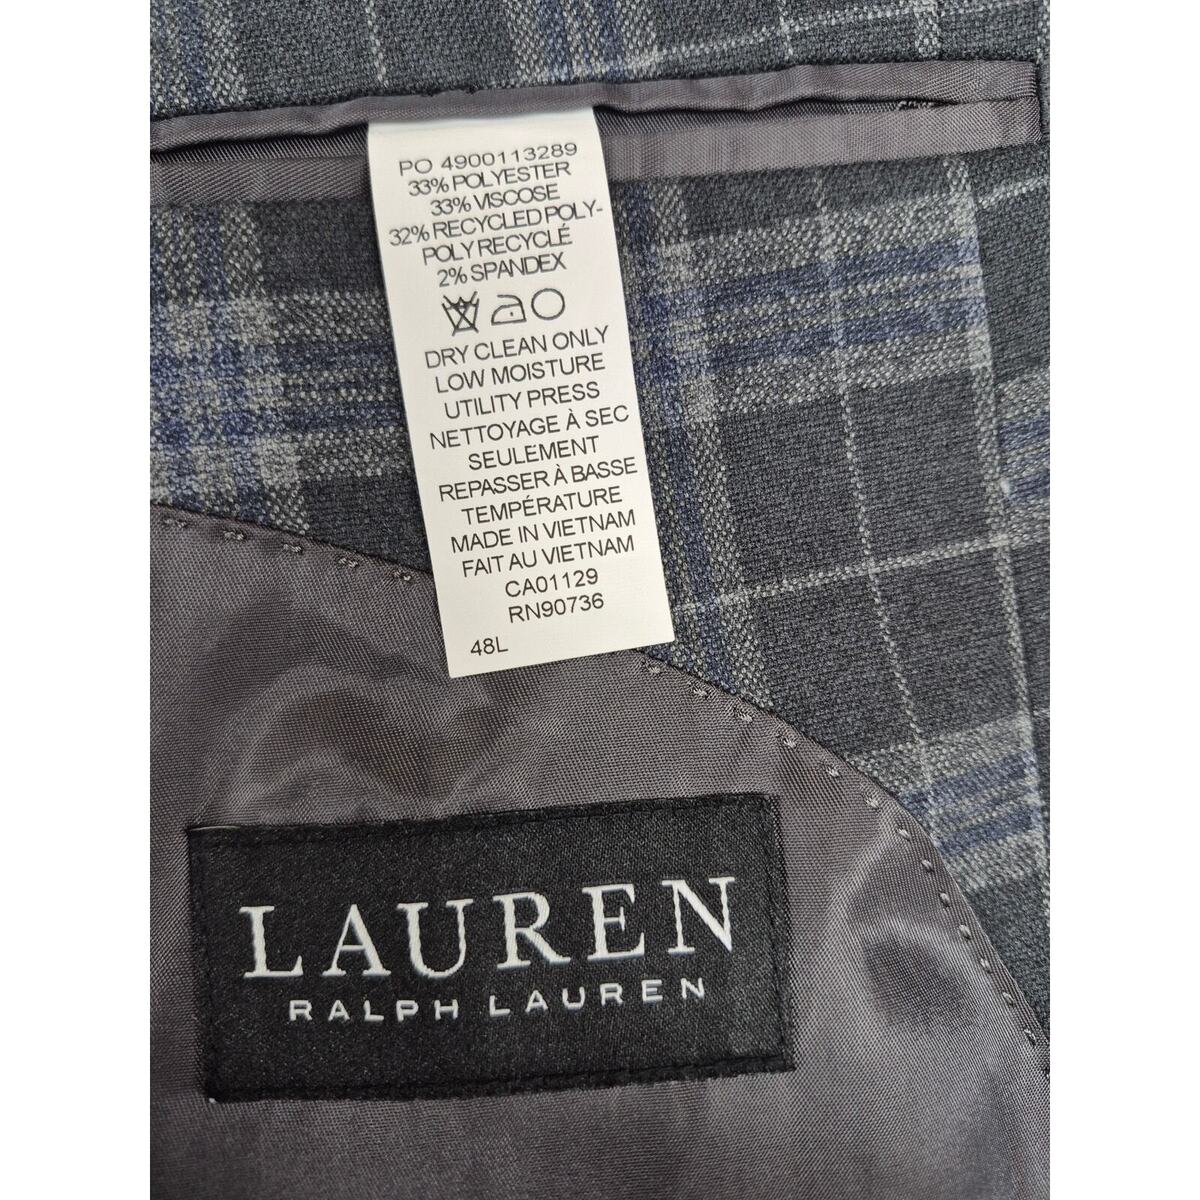 PO 4900113289
33% POLYESTER
33% VISCOSE
32% RECYCLED POLY-
POLY RECYCLÉ
2% SPANDEX
DRY CLEAN ONLY
LOW MOISTURE
UTILITY PRESS
NETTOYAGE À SEC
SEULEMENT
REPASSER À BASSE
TEMPÉRATURE
MADE IN VIETNAM
FAIT AU VIETNAM
CA01129
RN90736
48L
LAUREN
RALPH LAUREN